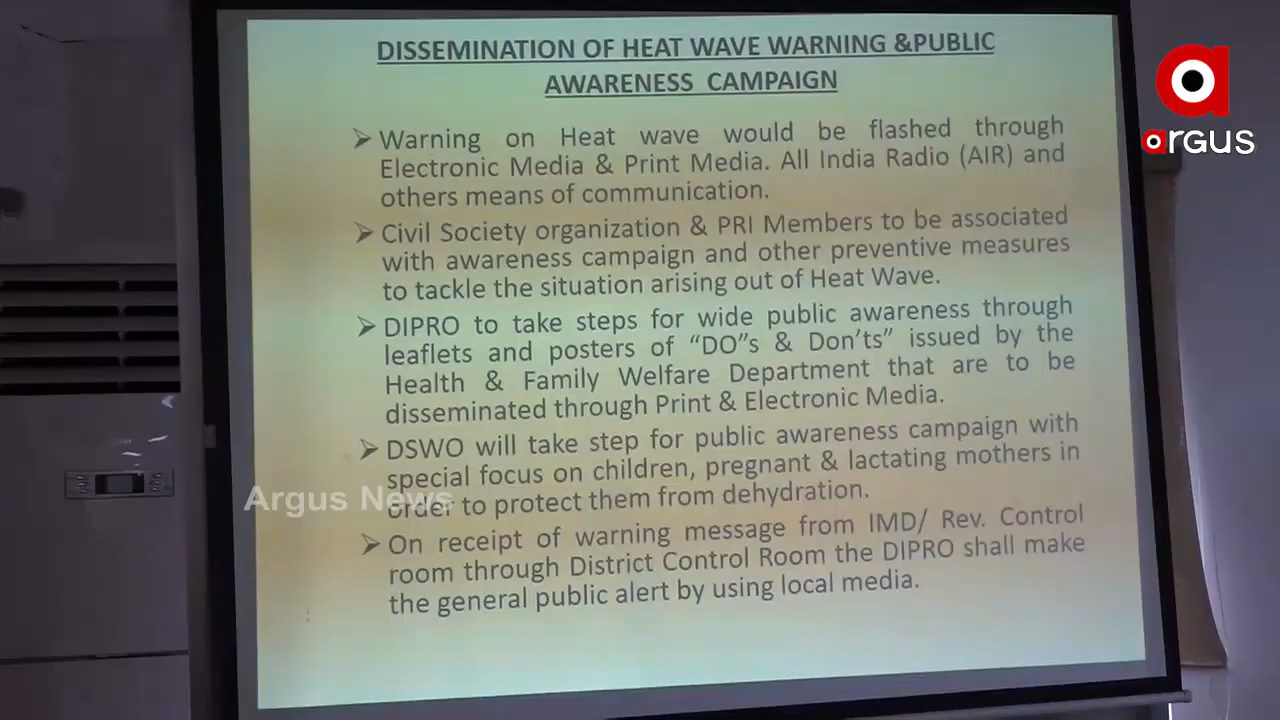 DISSEMINATION OF HEAT WAVE WARNING &PUBLIC
AWARENESS CAMPAIGN
Warning on Heat wave would be flashed through
Electronic Media & Print Media. All India Radio (AIR) and
others means of communication.
Civil Society organization & PRI Members to be associated
with awareness campaign and other preventive measures
to tackle the situation arising out of Heat Wave.
DIPRO to take steps for wide public awareness through
leaflets and posters of “DO”s & Don’ts” issued by the
Health & Family Welfare Department that are to be
disseminated through Print & Electronic Media.
DSWO will take step for public awareness campaign with
special focus on children, pregnant & lactating mothers in
order to protect them from dehydration.
On receipt of warning message from IMD/ Rev. Control
room through District Control Room the DIPRO shall make
the general public alert by using local media.
Argus News
a
argus